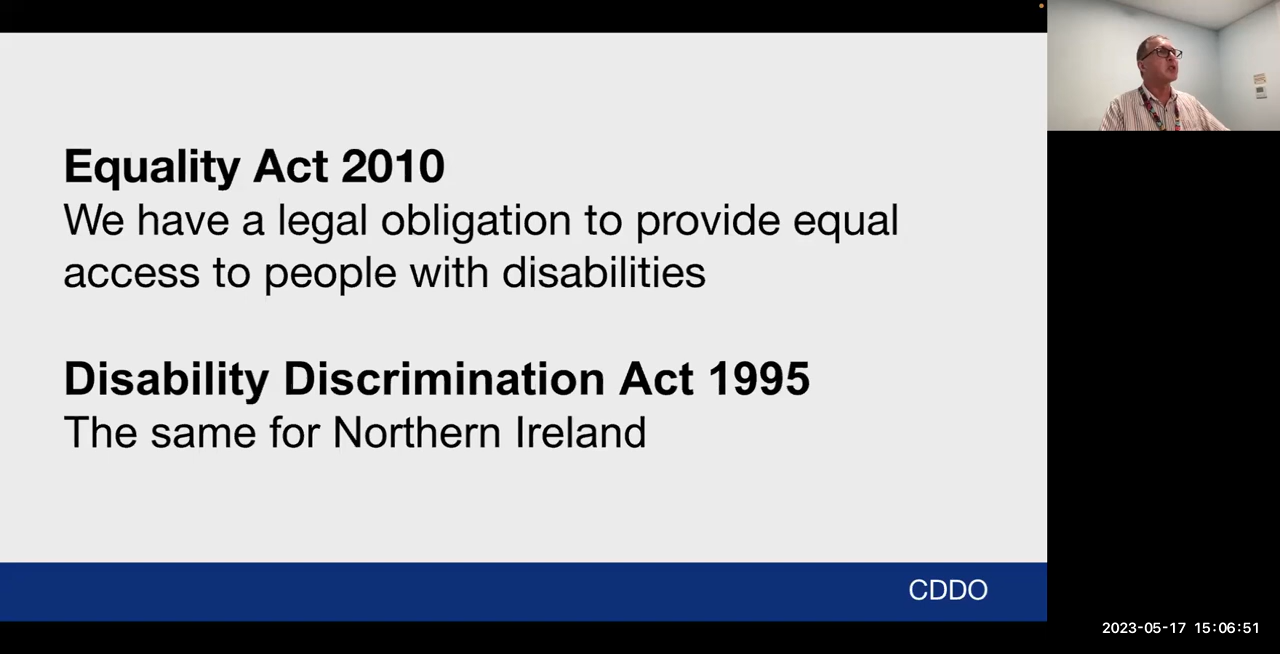 Equality Act 2010
We have a legal obligation to provide equal
access to people with disabilities
Disability Discrimination Act 1995
The same for Northern Ireland
CDDO
2023-05-17 15:06:51